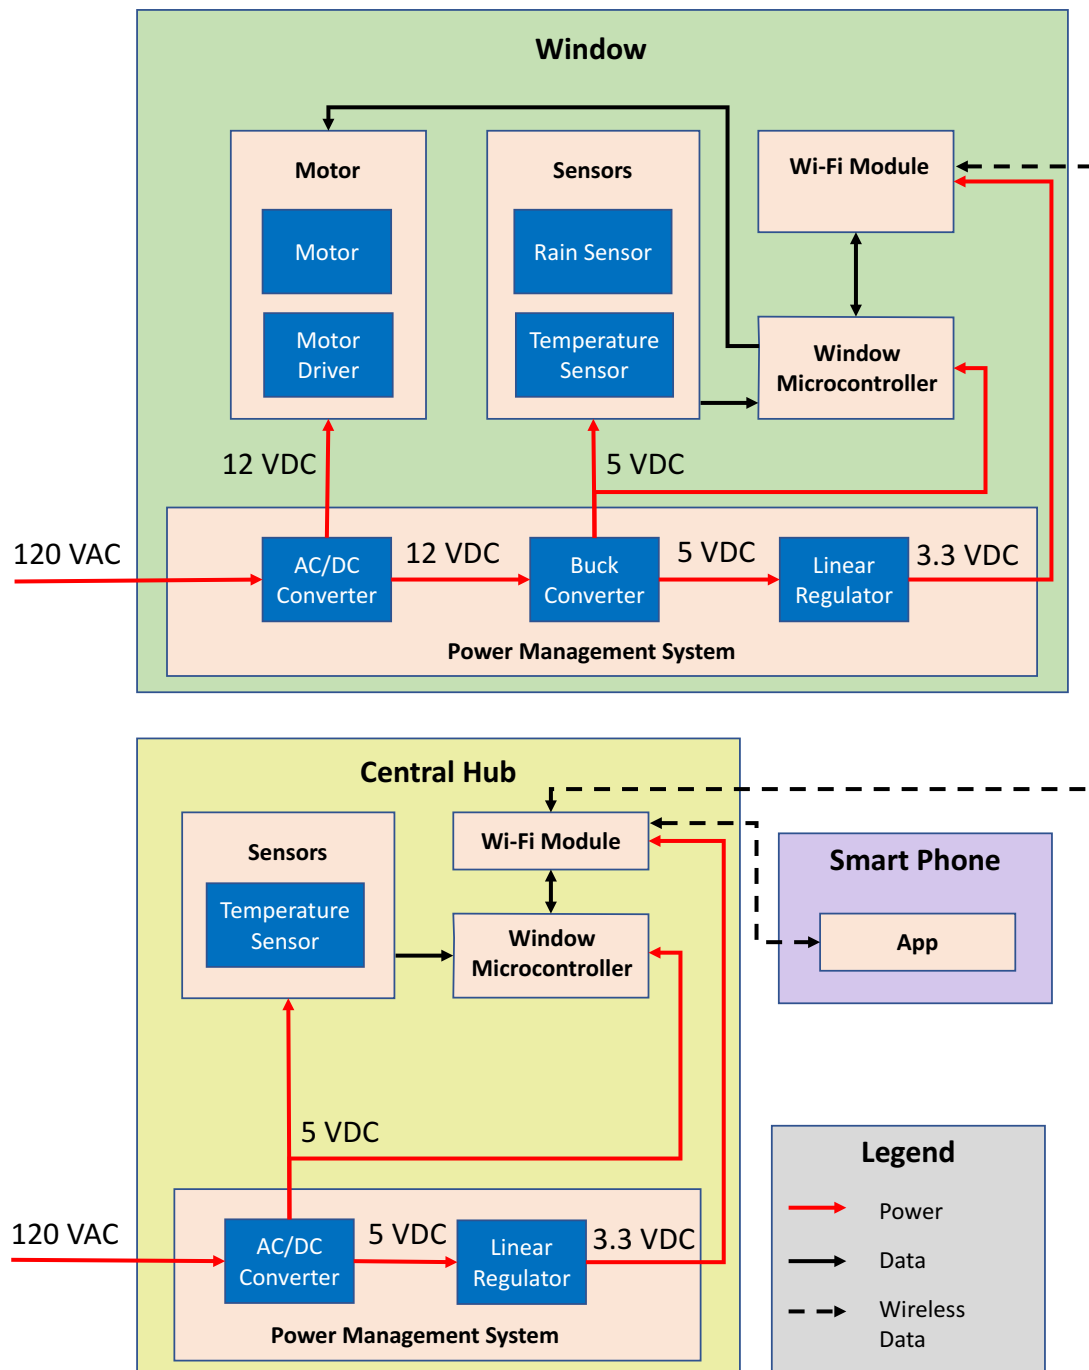 Window
Motor
Motor
Motor
Driver
Sensors
Rain Sensor
Temperature
Sensor
Wi-Fi Module
Window
Microcontroller
12 VDC
5 VDC
120 VAC
AC/DC
Converter
12 VDC
Buck
Converter
5 VDC
Linear
Regulator
3.3 VDC
Power Management System
Central Hub
Sensors
Temperature
Sensor
Wi-Fi Module
Window
Microcontroller
Smart Phone
App
5 VDC
120 VAC
AC/DC
Converter
5 VDC
Linear
Regulator
3.3 VDC
Power Management System
Legend
Power
Data
Wireless
Data